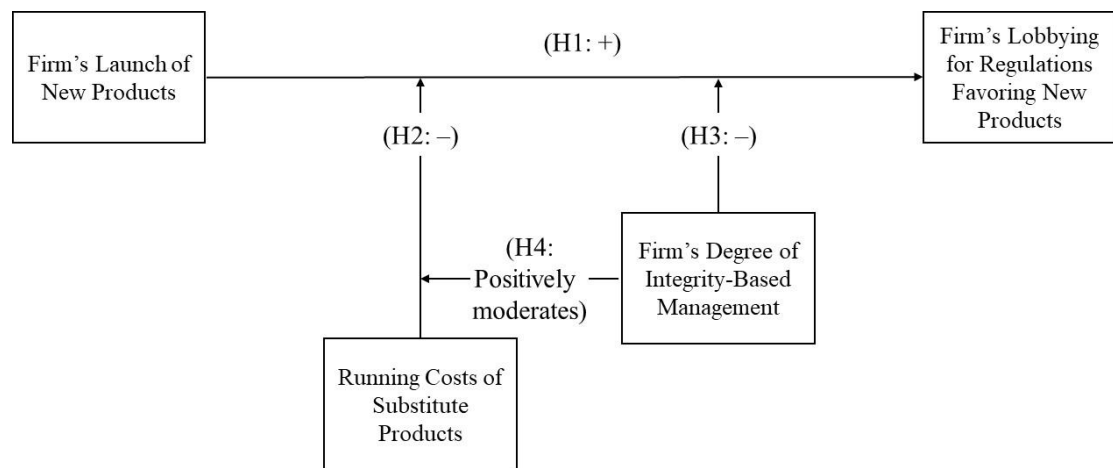 Firm’s Launch of
New Products
(H1: +)
Firm’s Lobbying
for Regulations
Favoring New
Products
(H2: –)
(H3: –)
(H4:
Positively
moderates)
Firm’s Degree of
Integrity-Based
Management
Running Costs of
Substitute
Products